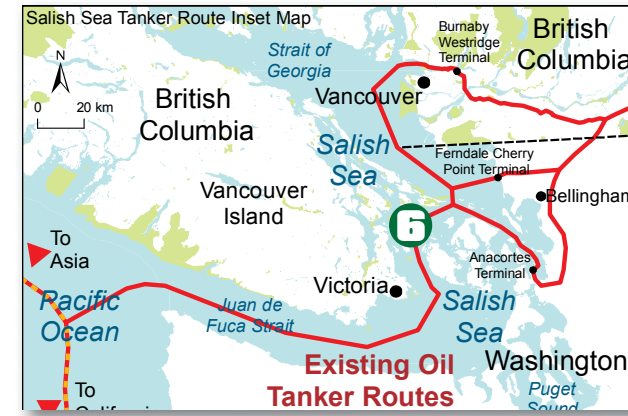 Salish Sea Tanker Route Inset Map
N
0 20 km
Strait of
Georgia
Burnaby
Westridge
Terminal
British
Columbia
British
Columbia
Vancouver
Salish
Sea
Ferndale Cherry
Point Terminal
Vancouver
Island
Bellingham
6
To
Asia
Anacortes
Terminal
Victoria
Pacific
Ocean
Juan de
Fuca Strait
Salish
Sea
Existing Oil
Tanker Routes
Washington
To
California
Puget
Sound